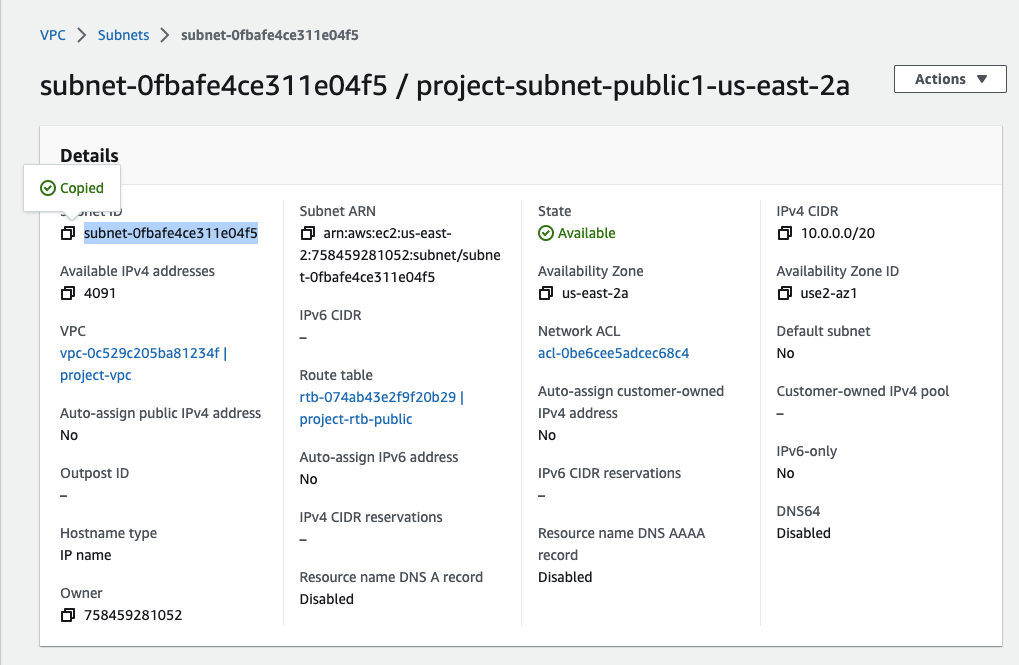 VPC > Subnets > subnet-0fbafe4ce311e04f5
subnet-0fbafe4ce311e04f5 / project-subnet-public1-us-east-2a
Actions ▼
Details
Copied
Subnet ID
subnet-0fbafe4ce311e04f5
Available IPv4 addresses
4091
VPC
vpc-0c529c205ba81234f |
project-vpc
Auto-assign public IPv4 address
No
Outpost ID
–
Hostname type
IP name
Owner
758459281052
Subnet ARN
arn:aws:ec2:us-east-
2:758459281052:subnet/subne
t-0fbafe4ce311e04f5
IPv6 CIDR
–
Route table
rtb-074ab43e2f9f20b29 |
project-rtb-public
Auto-assign IPv6 address
No
IPv4 CIDR reservations
–
Resource name DNS A record
Disabled
State
Available
Availability Zone
us-east-2a
Network ACL
acl-0be6cee5adcec68c4
Auto-assign customer-owned
IPv4 address
No
IPv6 CIDR reservations
–
Resource name DNS AAAA
record
Disabled
IPv4 CIDR
10.0.0.0/20
Availability Zone ID
use2-az1
Default subnet
No
Customer-owned IPv4 pool
–
IPv6-only
No
DNS64
Disabled